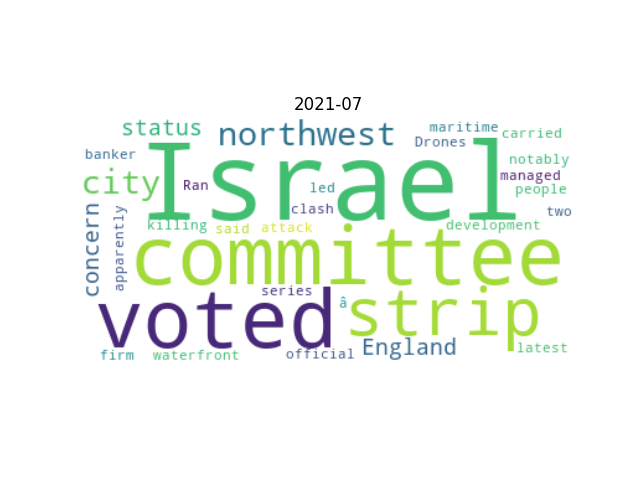 2021-07
status
northwest
maritime
carried
Drones
banker
Israel
notably
city
Ran
led
managed
people
concern
apparently
clash
two
killing
said
attack
development
committee
series
voted
â
strip
England
firm
waterfront
official
latest